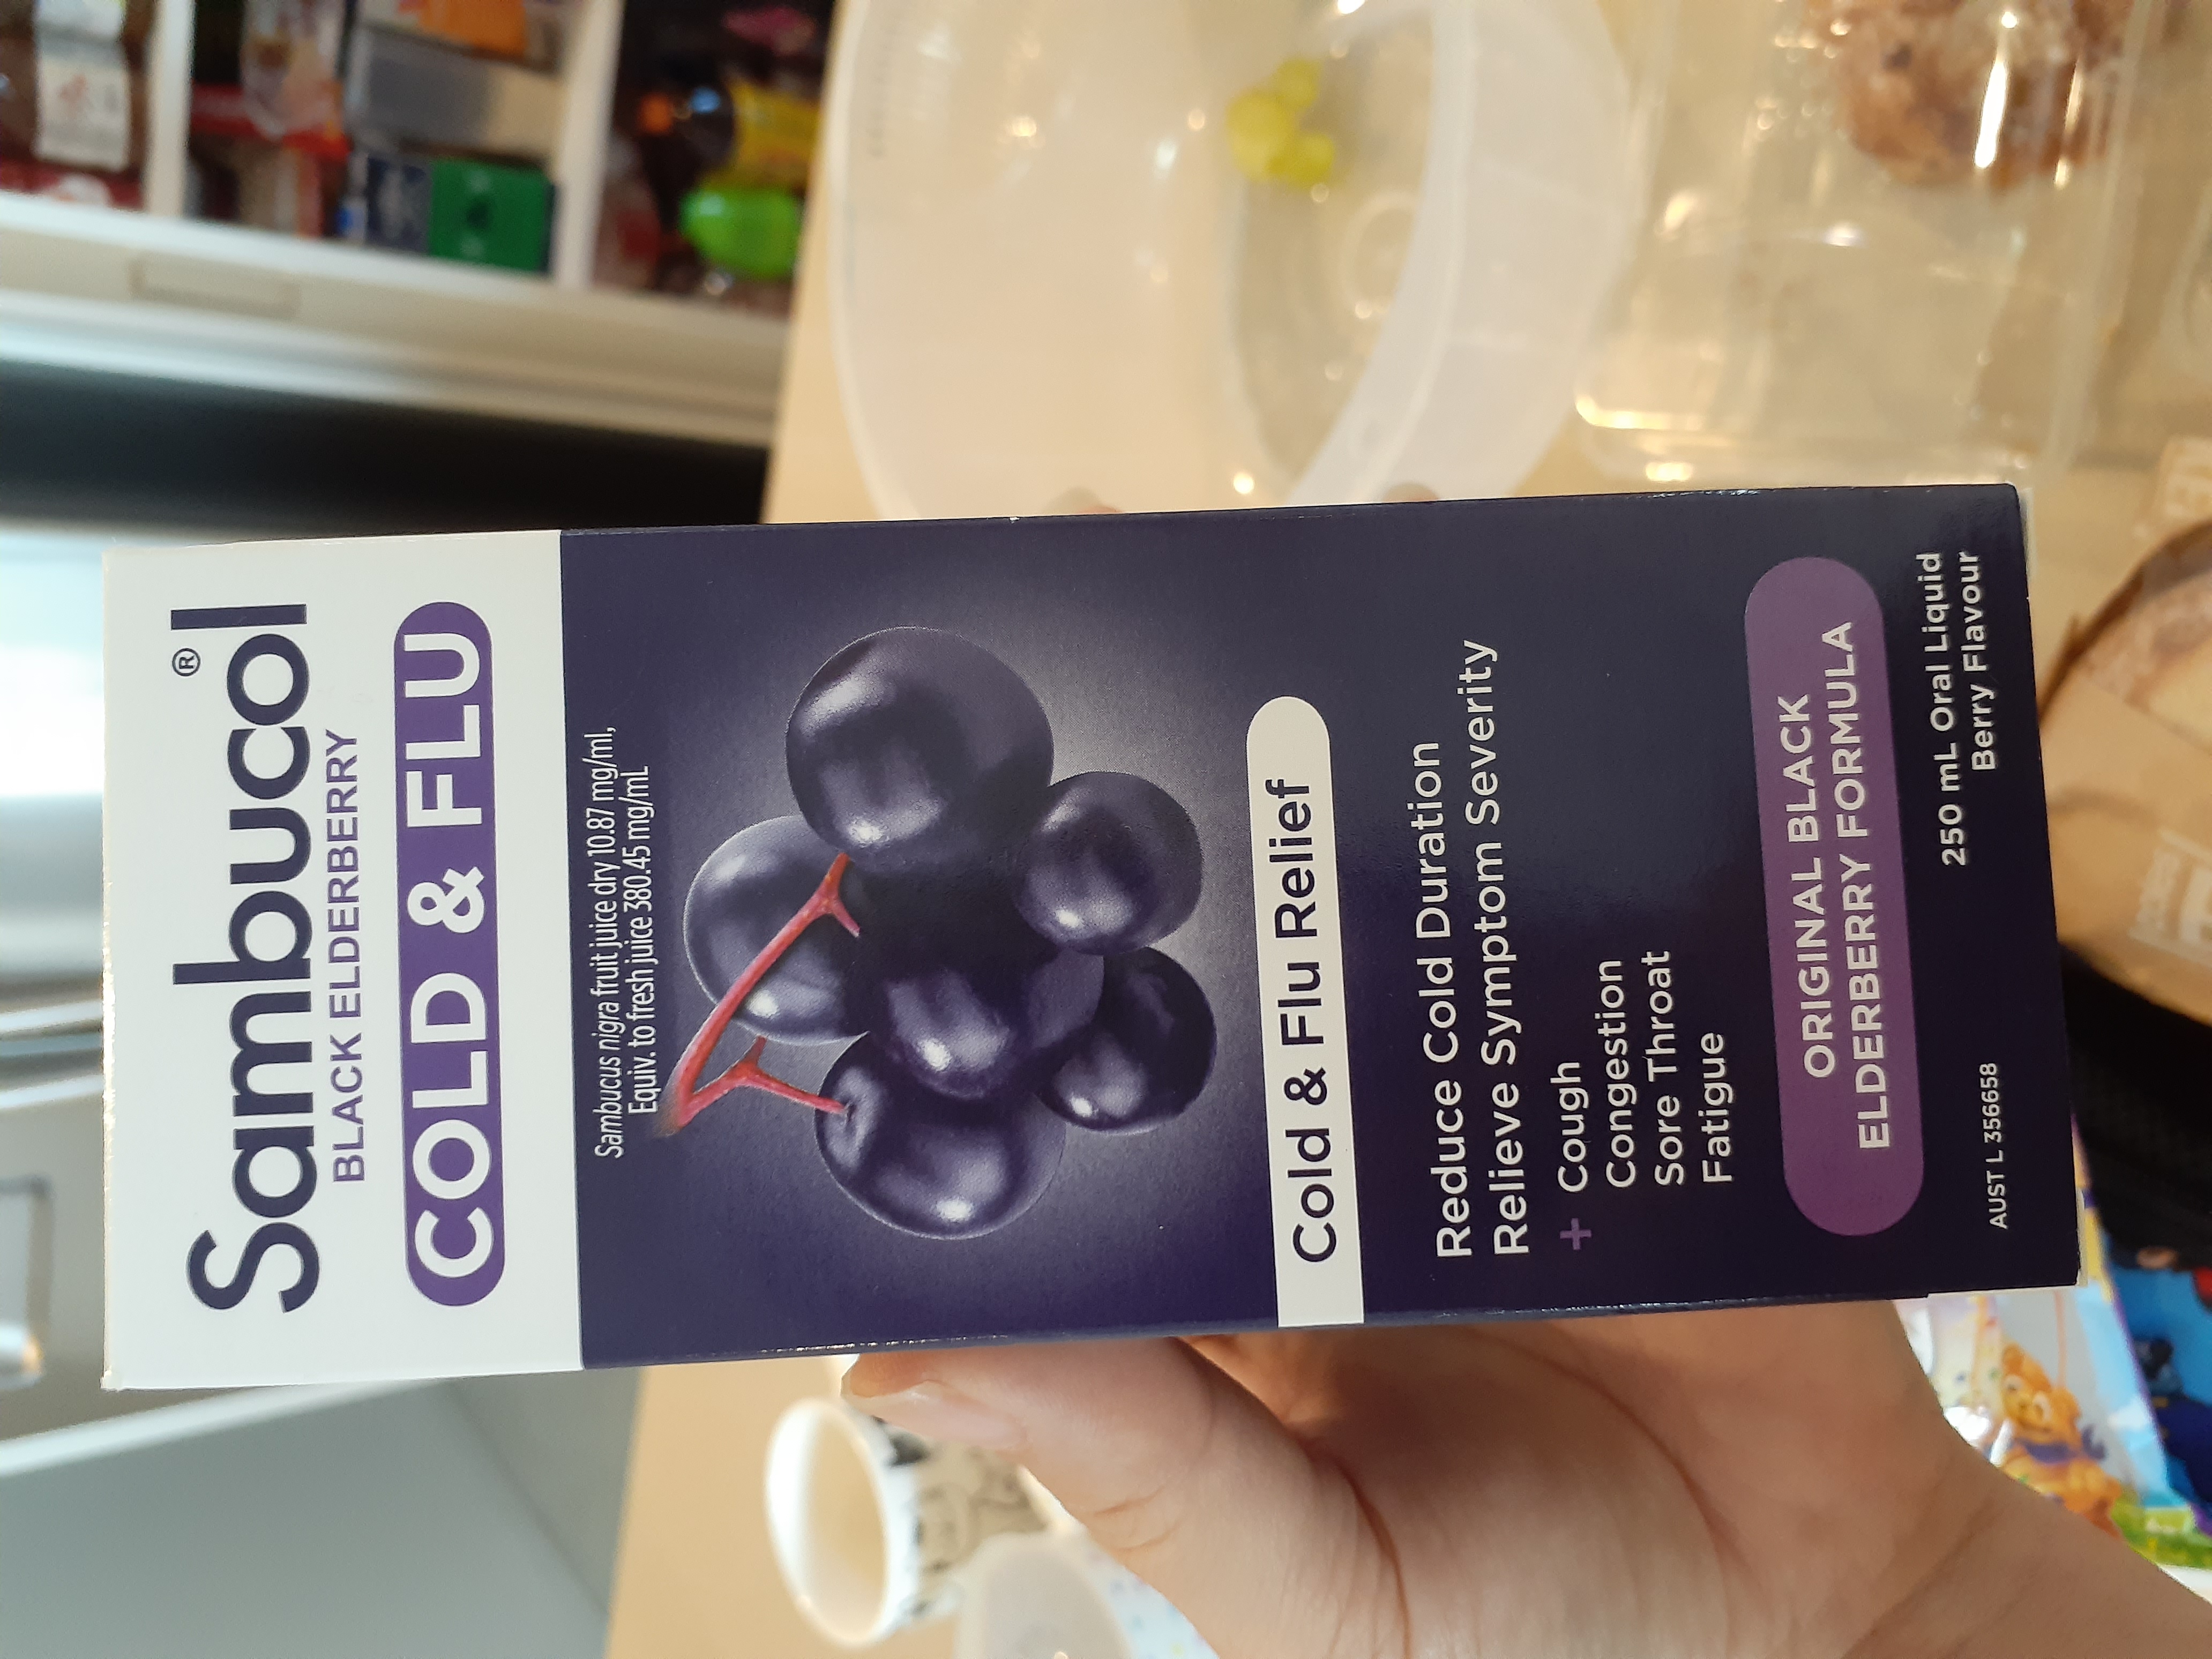 Sambucol®
BLACK ELDERBERRY
COLD & FLU
Sambucus nigra fruit juice dry 10.87 mg/ml,
Equiv. to fresh juice 380.45 mg/mL
Cold & Flu Relief
Reduce Cold Duration
Relieve Symptom Severity
+ Cough
Congestion
Sore Throat
Fatigue
ORIGINAL BLACK
ELDERBERRY FORMULA
250 mL Oral Liquid
Berry Flavour
AUST L 356658